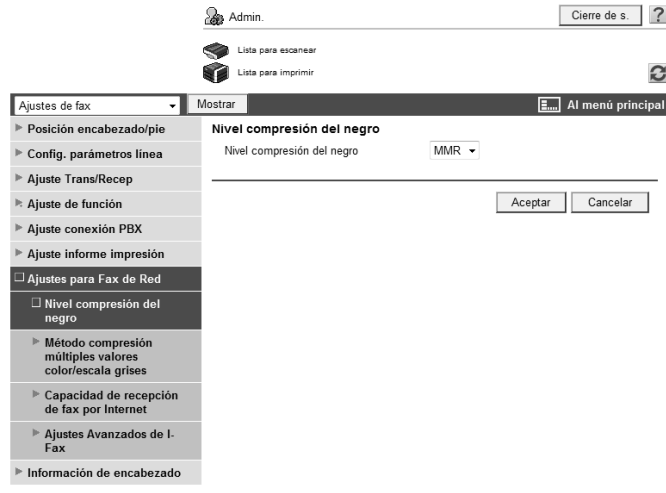 Admin.
Cierre de s.
?
Lista para escanear
Lista para imprimir
Ajustes de fax
Mostrar
Al menú principal
Posición encabezado/pie
Config. parámetros línea
Ajuste Trans/Recep
Ajuste de función
Ajuste conexión PBX
Ajuste informe impresión
Ajustes para Fax de Red
Nivel compresión del
negro
Método compresión
múltiples valores
color/escala grises
Capacidad de recepción
de fax por Internet
Ajustes Avanzados de I-
Fax
Información de encabezado
Nivel compresión del negro
Nivel compresión del negro
MMR
Aceptar
Cancelar